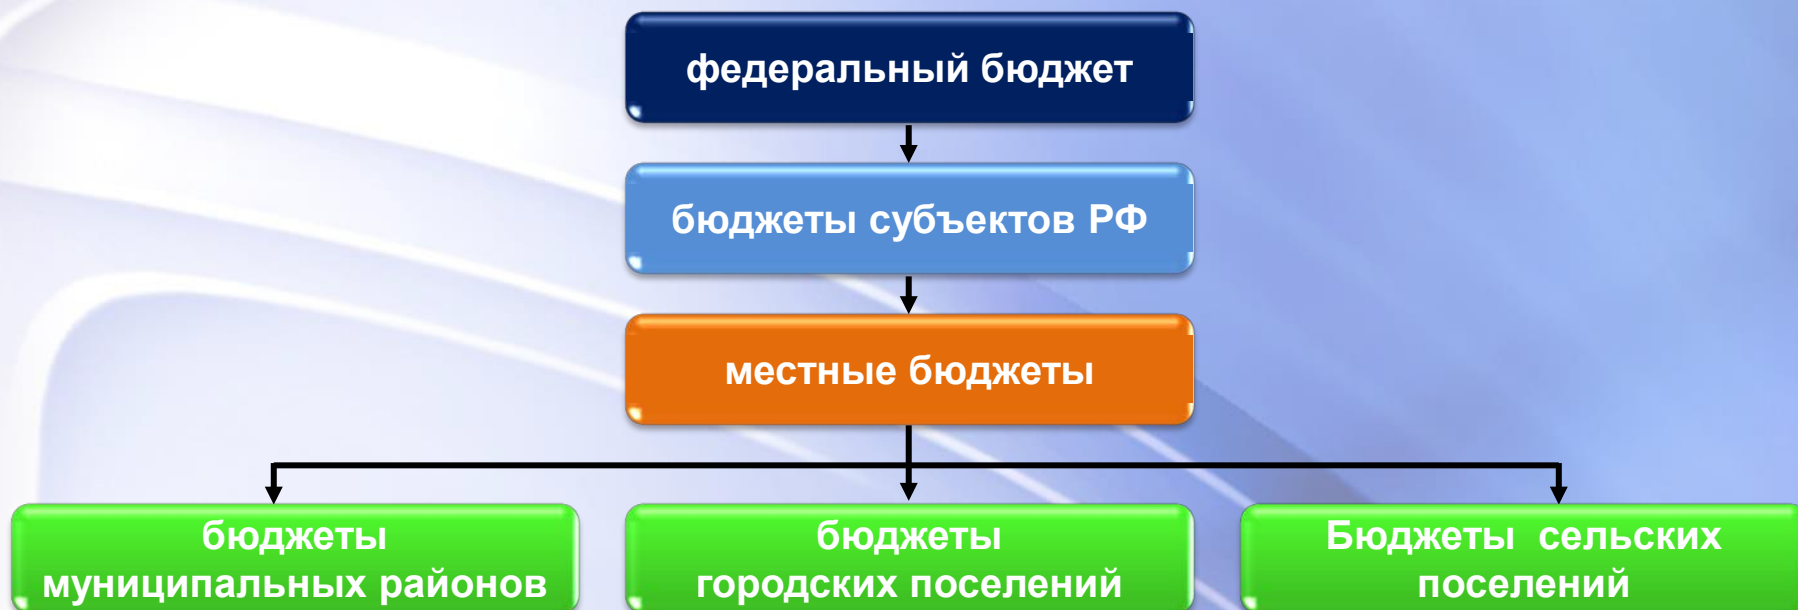 федеральный бюджет
бюджеты субъектов РФ
местные бюджеты
бюджеты
муниципальных районов
бюджеты
городских поселений
Бюджеты сельских
поселений